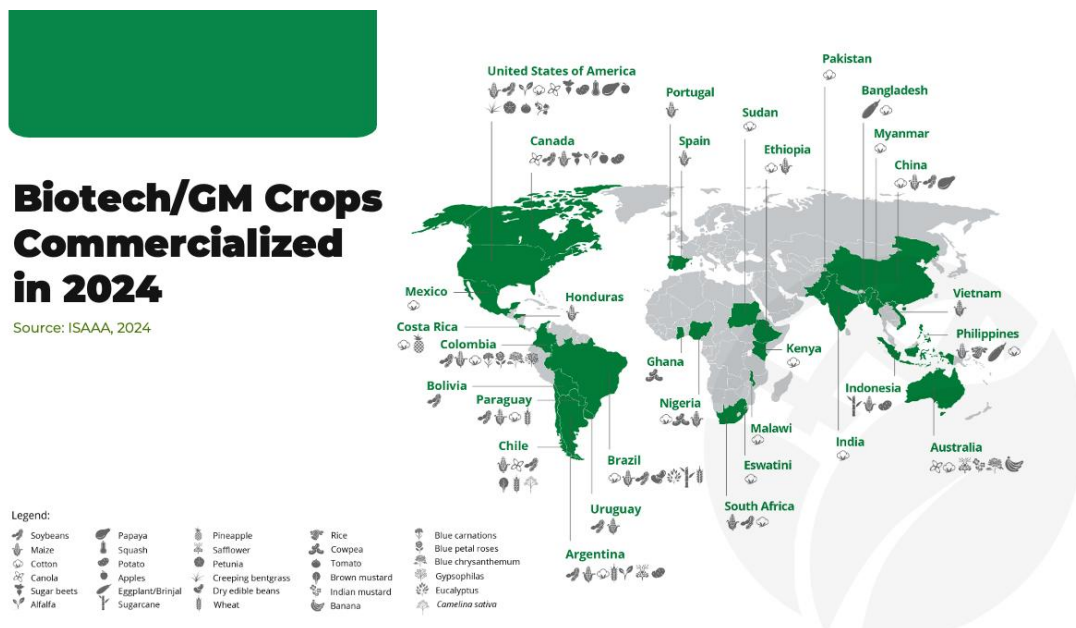 Biotech/GM Crops
Commercialized
in 2024
Source: ISAAA, 2024
United States of America
Canada
Mexico
Honduras
Costa Rica
Colombia
Bolivia
Paraguay
Chile
Brazil
Uruguay
Argentina
Portugal
Spain
Sudan
Ethiopia
Ghana
Nigeria
Kenya
Malawi
Eswatini
South Africa
Pakistan
Bangladesh
Myanmar
China
Vietnam
Philippines
Indonesia
India
Australia
Legend:
Soybeans
Maize
Cotton
Canola
Sugar beets
Alfalfa
Papaya
Squash
Potato
Apples
Eggplant/Brinjal
Sugarcane
Pineapple
Safflower
Petunia
Creeping bentgrass
Dry edible beans
Wheat
Rice
Cowpea
Tomato
Brown mustard
Indian mustard
Banana
Blue carnations
Blue petal roses
Blue chrysanthemum
Gypsophilas
Eucalyptus
Camelina sativa